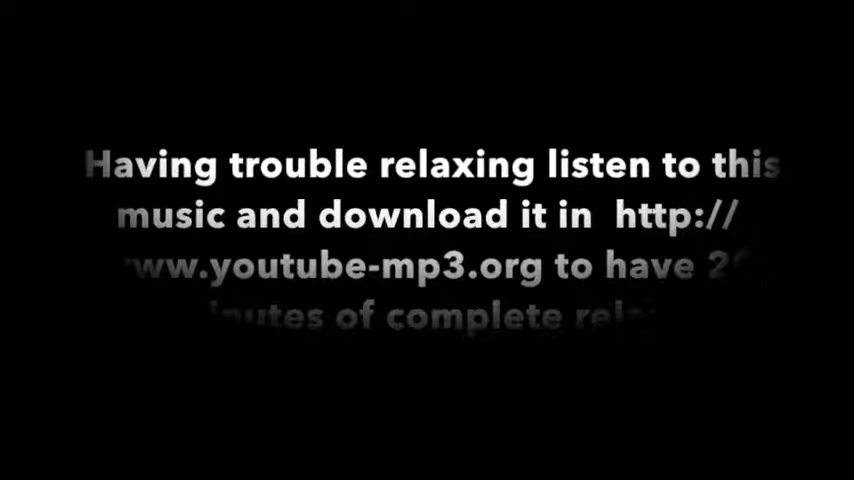 Having trouble relaxing listen to this
music and download it in http://
www.youtube-mp3.org to have
of complete